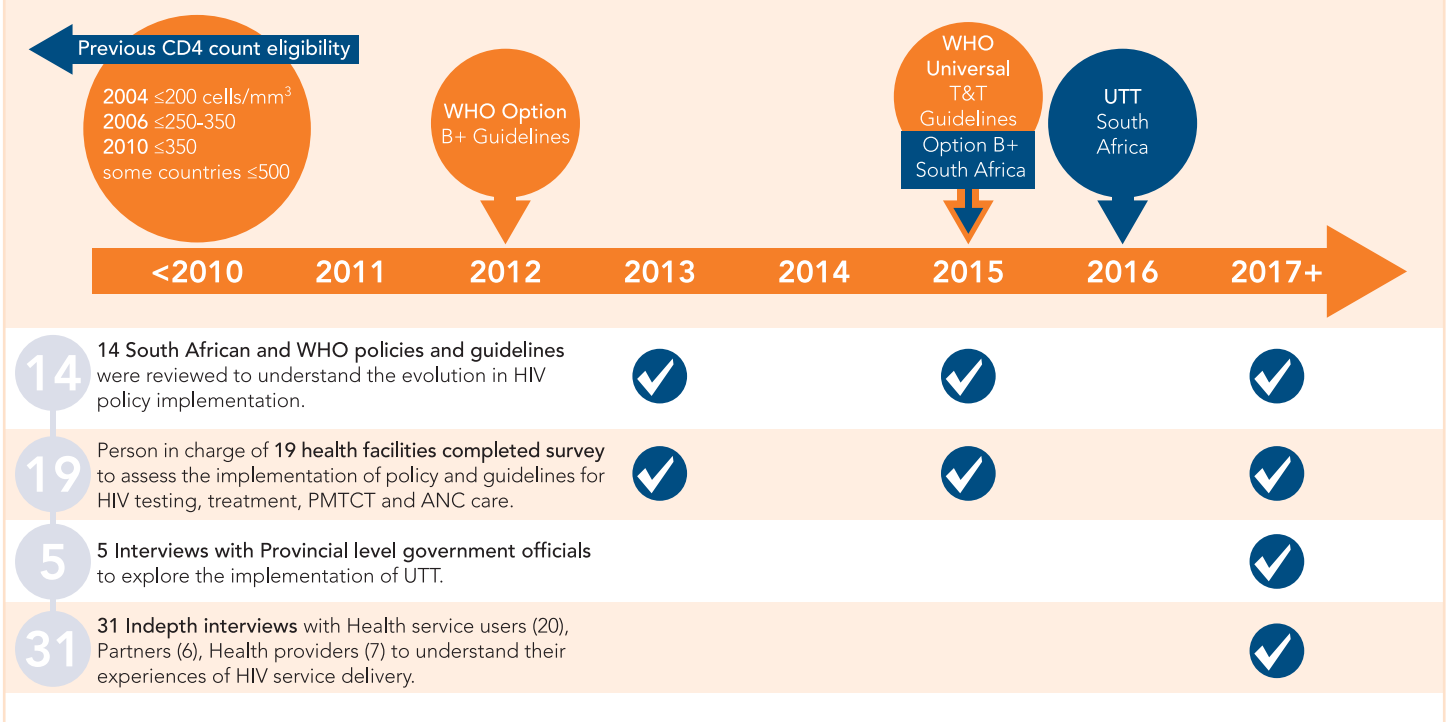 Previous CD4 count eligibility
2004 ≤200 cells/mm³
2006 ≤250-350
2010 ≤350
some countries ≤500
WHO Option
B+ Guidelines
WHO
Universal
T&T
Guidelines
Option B+
South Africa
UTT
South
Africa
<2010 2011 2012 2013 2014 2015 2016 2017+
14
14 South African and WHO policies and guidelines
were reviewed to understand the evolution in HIV
policy implementation.
19
Person in charge of 19 health facilities completed survey
to assess the implementation of policy and guidelines for
HIV testing, treatment, PMTCT and ANC care.
5
5 Interviews with Provincial level government officials
to explore the implementation of UTT.
31
31 Indepth interviews with Health service users (20),
Partners (6), Health providers (7) to understand their
experiences of HIV service delivery.